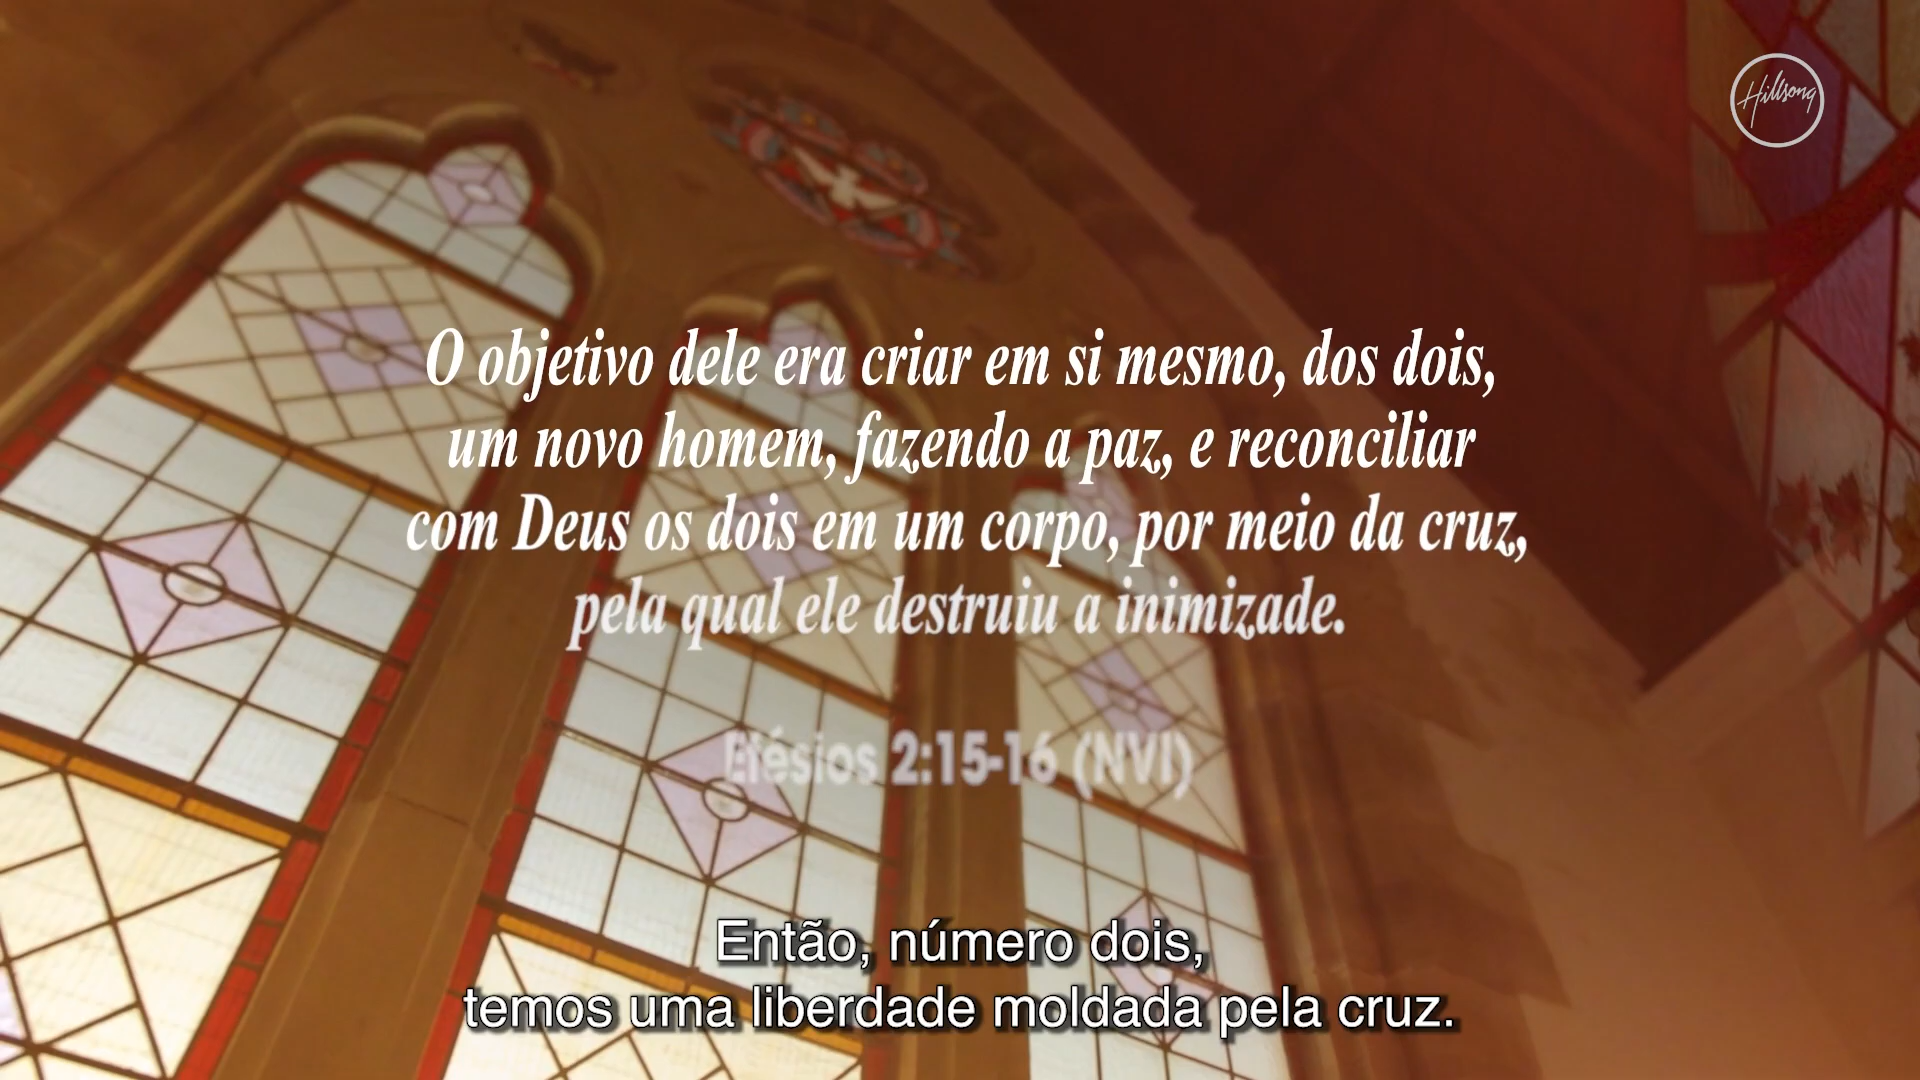 Hillsong
O objetivo dele era criar em si mesmo, dos dois,
um novo homem, fazendo a paz, e reconciliar
com Deus os dois em um corpo, por meio da cruz,
pela qual ele destruiu a inimizade.
Efésios 2:15-16 (NVI)
Então, número dois,
temos uma liberdade moldada pela cruz.